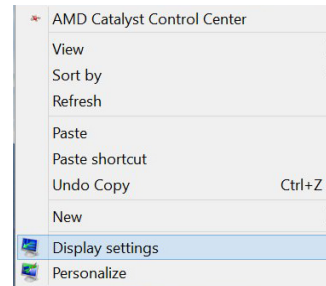 AMD Catalyst Control Center
View
Sort by
Refresh
Paste
Paste shortcut
Undo Copy Ctrl+Z
New
Display settings
Personalize